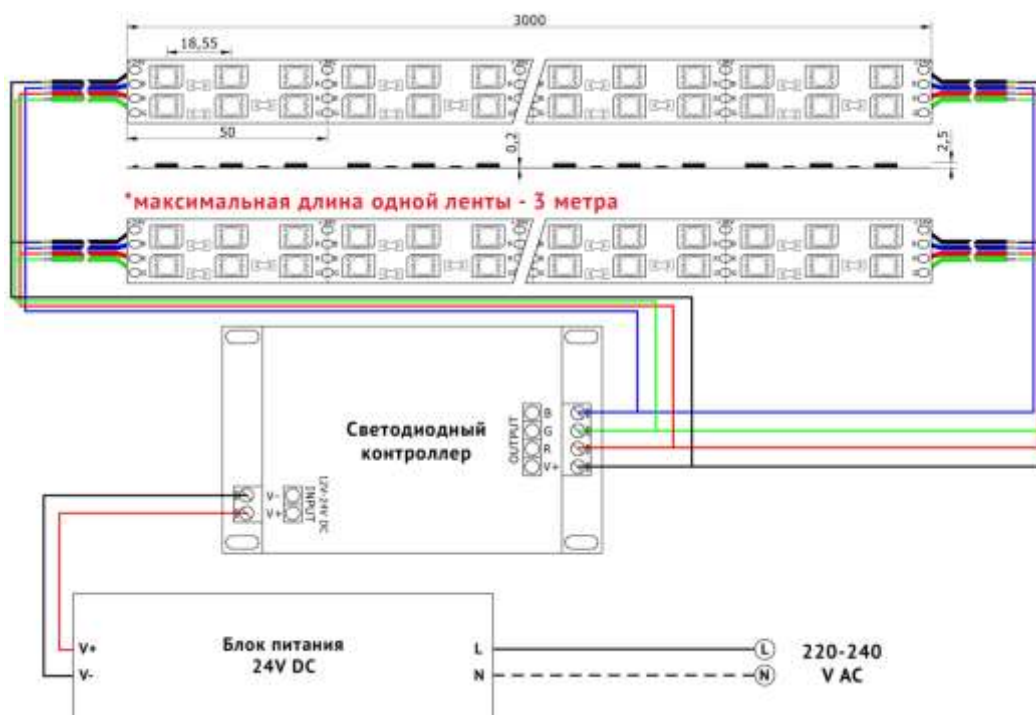 3000
18,55
50
0,2
2,5
*максимальная длина одной ленты - 3 метра
Светодиодный
контроллер
OUTPUT
B
G
R
V+
V-
V+
INPUT
12V-24V DC
Блок питания
24V DC
V+
V-
L
N
L
N
220-240
V AC